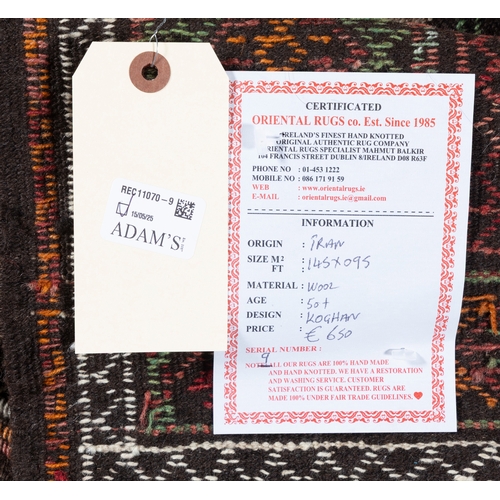 REC11070-9
15/05/25
ADAM'S
CERTIFICATED
ORIENTAL RUGS co. Est. Since 1985
IRELAND'S FINEST HAND KNOTTED
ORIGINAL AUTHENTIC RUG COMPANY
ORIENTAL RUGS SPECIALIST MAHMUT BALKIR
104 FRANCIS STREET DUBLIN 8/IRELAND D08 R63F
PHONE NO : 01-453 1222
MOBILE NO : 086 171 91 59
WEB : www.orientalrugs.ie
E-MAIL : orientalrugs.ie@gmail.com
INFORMATION
ORIGIN : IRAN
SIZE M² : 145X095
FT
MATERIAL : WOOL
AGE : 50+
DESIGN : KOGHAN
PRICE : € 650
SERIAL NUMBER :
9
NOTE: ALL OUR RUGS ARE 100% HAND MADE
AND HAND KNOTTED. WE HAVE A RESTORATION
AND WASHING SERVICE. CUSTOMER
SATISFACTION IS GUARANTEED. RUGS ARE
MADE 100% UNDER FAIR TRADE GUIDELINES.